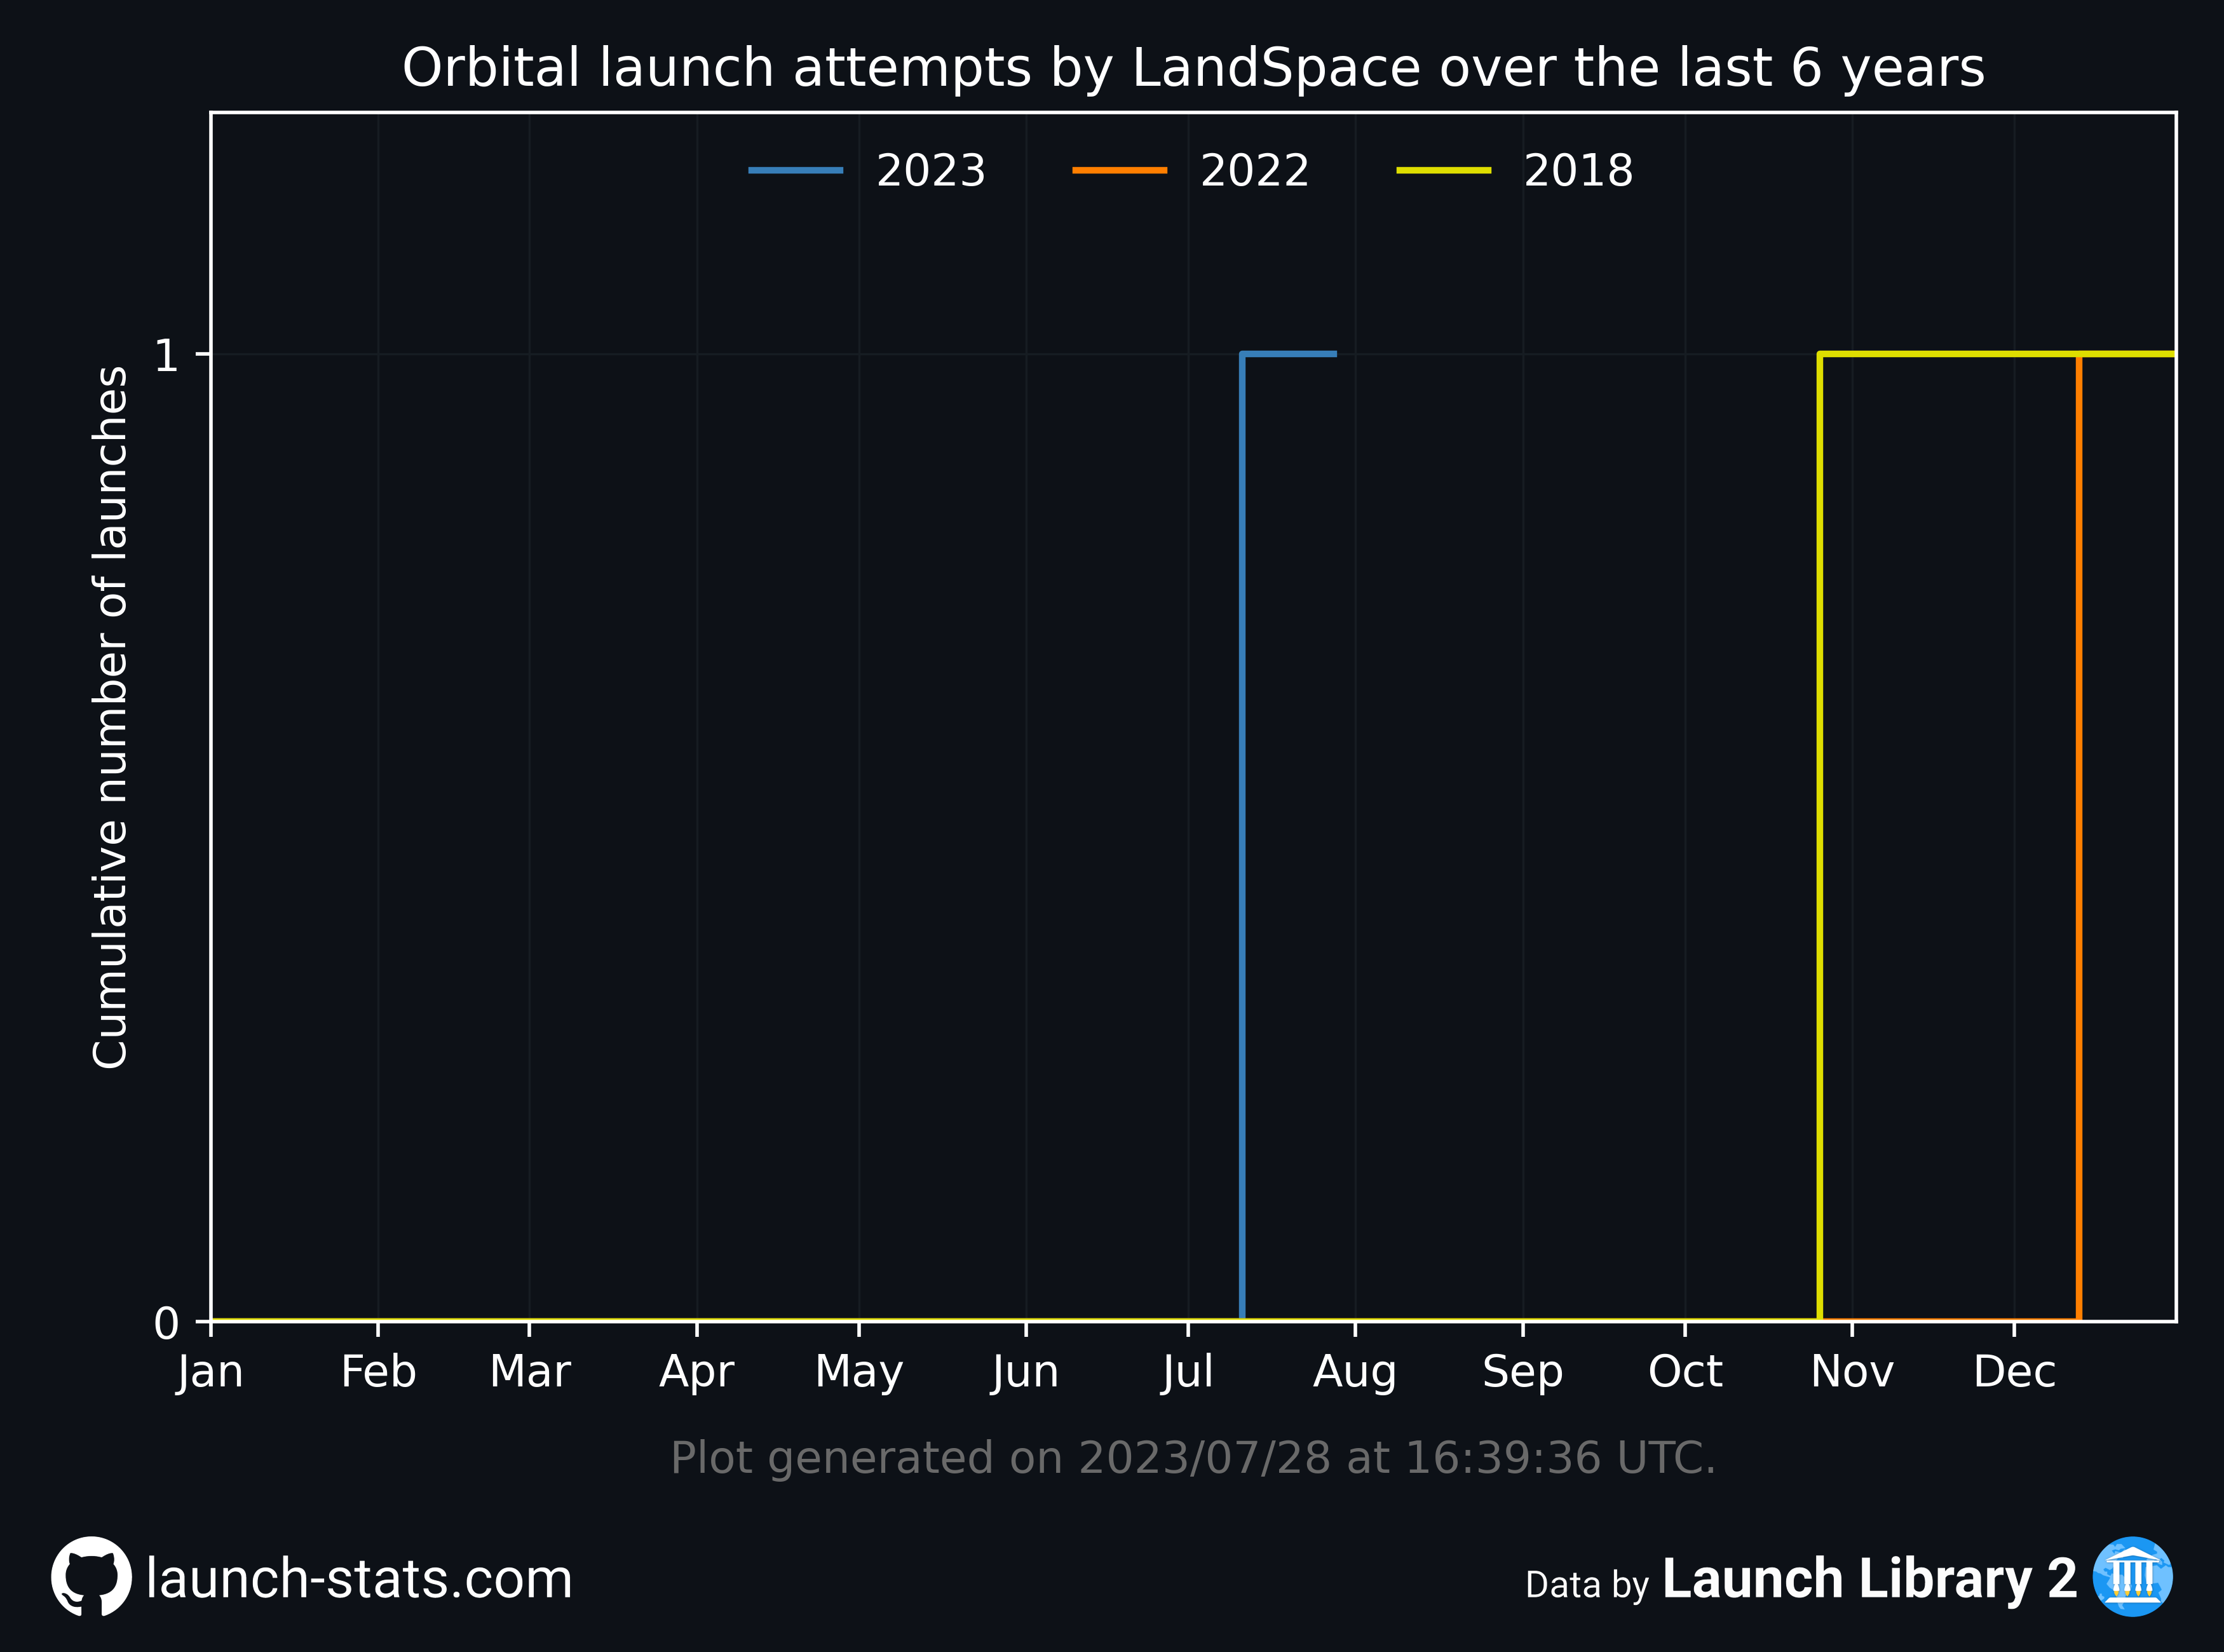 Orbital launch attempts by LandSpace over the last 6 years
2023 2022 2018
Cumulative number of launches
1
0
Jan Feb Mar Apr May Jun Jul Aug Sep Oct Nov Dec
Plot generated on 2023/07/28 at 16:39:36 UTC.
launch-stats.com
Data by Launch Library 2